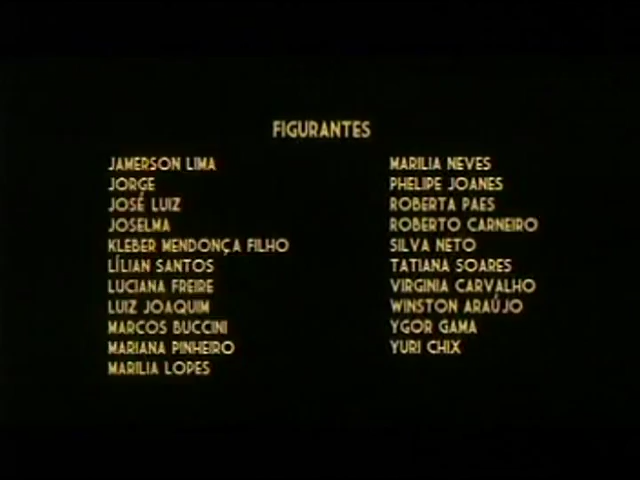 FIGURANTES
JAMERSON LIMA
JORGE
JOSÉ LUIZ
JOSELMA
KLEBER MENDONÇA FILHO
LÍLIAN SANTOS
LUCIANA FREIRE
LUIZ JOAQUIM
MARCOS BUCCINI
MARIANA PINHEIRO
MARILIA LOPES
MARILIA NEVES
PHELIPE JOANES
ROBERTA PAES
ROBERTO CARNEIRO
SILVA NETO
TATIANA SOARES
VIRGINIA CARVALHO
WINSTON ARAÚJO
YGOR GAMA
YURI CHIX